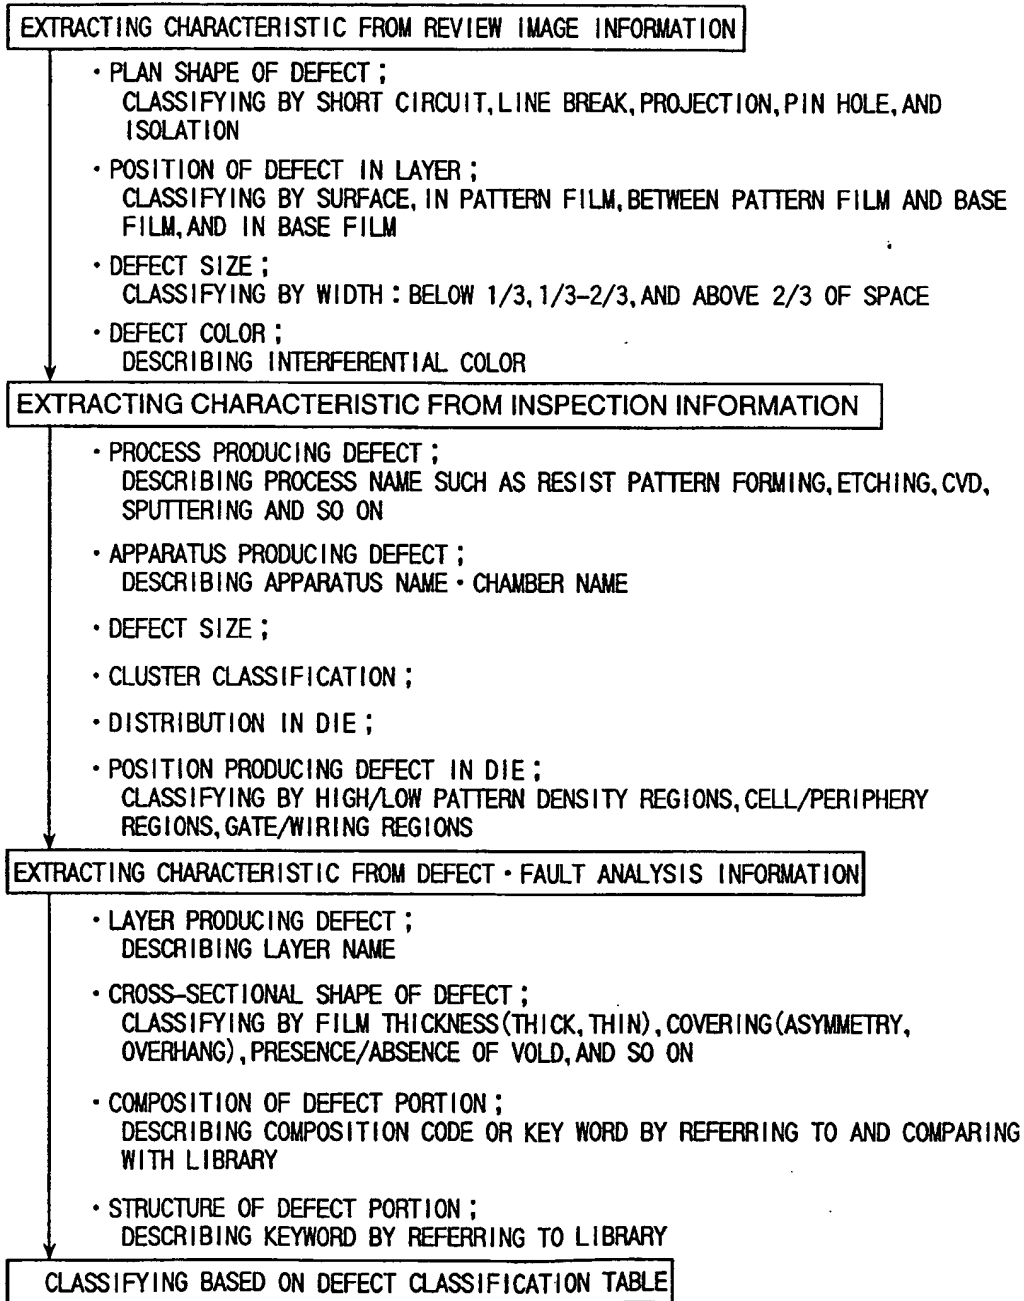 EXTRACTING CHARACTERISTIC FROM REVIEW IMAGE INFORMATION
・PLAN SHAPE OF DEFECT;
CLASSIFYING BY SHORT CIRCUIT, LINE BREAK, PROJECTION, PIN HOLE, AND
ISOLATION
・POSITION OF DEFECT IN LAYER;
CLASSIFYING BY SURFACE, IN PATTERN FILM, BETWEEN PATTERN FILM AND BASE
FILM, AND IN BASE FILM
・DEFECT SIZE;
CLASSIFYING BY WIDTH : BELOW 1/3, 1/3-2/3, AND ABOVE 2/3 OF SPACE
・DEFECT COLOR;
DESCRIBING INTERFERENTIAL COLOR
EXTRACTING CHARACTERISTIC FROM INSPECTION INFORMATION
・PROCESS PRODUCING DEFECT;
DESCRIBING PROCESS NAME SUCH AS RESIST PATTERN FORMING, ETCHING, CVD,
SPUTTERING AND SO ON
・APPARATUS PRODUCING DEFECT;
DESCRIBING APPARATUS NAME・CHAMBER NAME
・DEFECT SIZE;
・CLUSTER CLASSIFICATION;
・DISTRIBUTION IN DIE;
・POSITION PRODUCING DEFECT IN DIE;
CLASSIFYING BY HIGH/LOW PATTERN DENSITY REGIONS, CELL/PERIPHERY
REGIONS, GATE/WIRING REGIONS
EXTRACTING CHARACTERISTIC FROM DEFECT・FAULT ANALYSIS INFORMATION
・LAYER PRODUCING DEFECT;
DESCRIBING LAYER NAME
・CROSS-SECTIONAL SHAPE OF DEFECT;
CLASSIFYING BY FILM THICKNESS(THICK, THIN), COVERING(ASYMMETRY,
OVERHANG), PRESENCE/ABSENCE OF VOLD, AND SO ON
・COMPOSITION OF DEFECT PORTION;
DESCRIBING COMPOSITION CODE OR KEY WORD BY REFERRING TO AND COMPARING
WITH LIBRARY
・STRUCTURE OF DEFECT PORTION;
DESCRIBING KEYWORD BY REFERRING TO LIBRARY
CLASSIFYING BASED ON DEFECT CLASSIFICATION TABLE